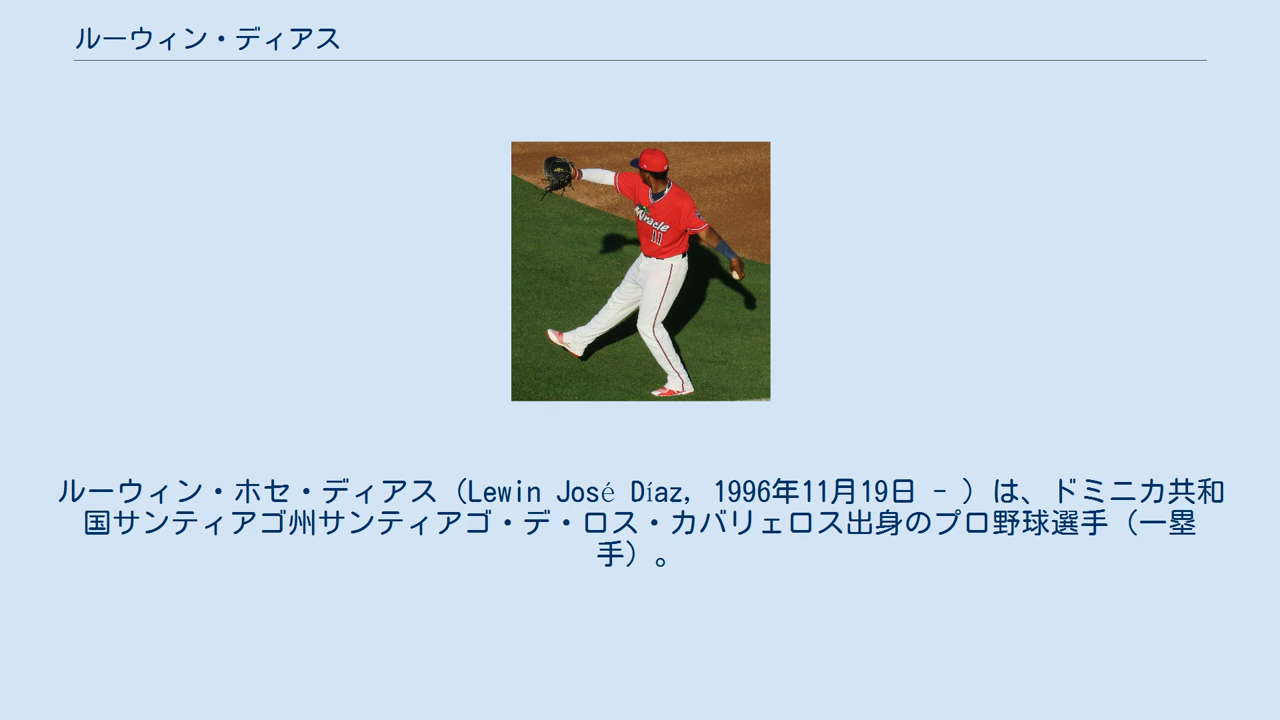 ルーウィン・ディアス
Miracle
11
ルーウィン・ホセ・ディアス（Lewin José Díaz, 1996年11月19日 - ）は、ドミニカ共和
国サンティアゴ州サンティアゴ・デ・ロス・カバリェロス出身のプロ野球選手（一塁
手）。